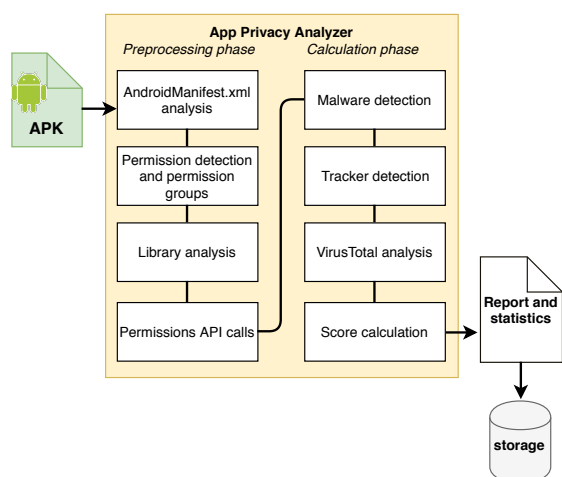 App Privacy Analyzer
Preprocessing phase
Calculation phase
APK
AndroidManifest.xml
analysis
Permission detection
and permission
groups
Library analysis
Permissions API calls
Malware detection
Tracker detection
VirusTotal analysis
Score calculation
Report and
statistics
storage